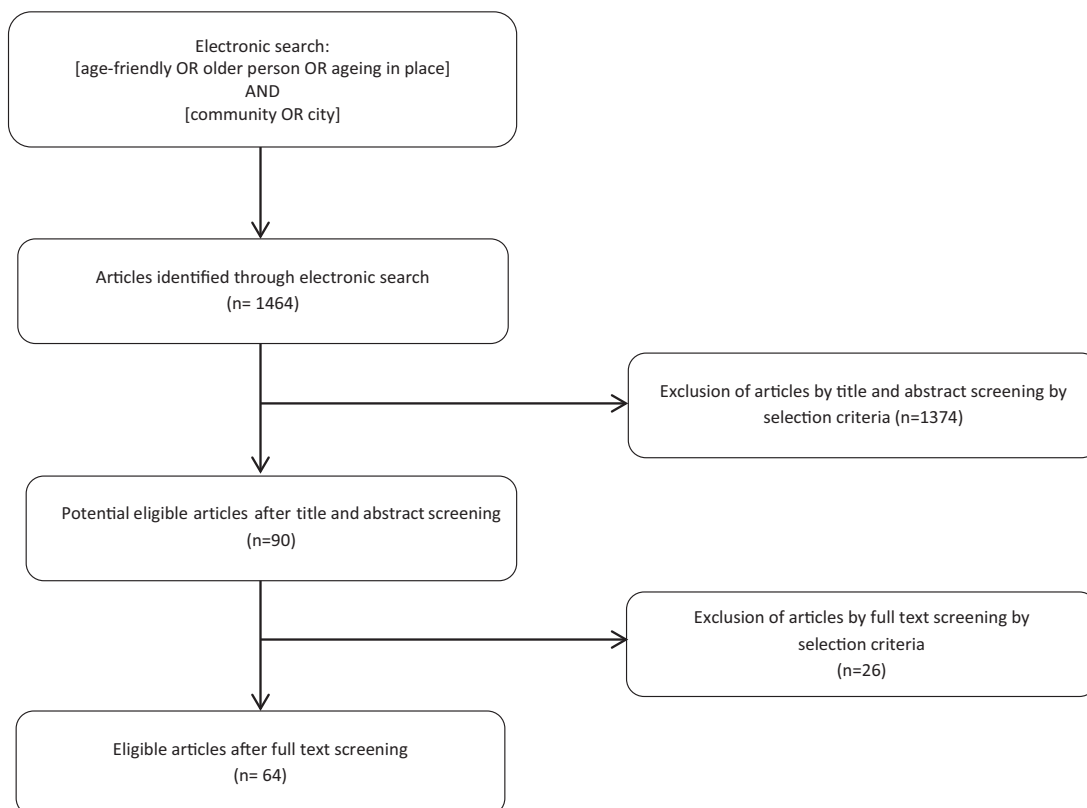 Electronic search:
[age-friendly OR older person OR ageing in place]
AND
[community OR city]
Articles identified through electronic search
(n= 1464)
Exclusion of articles by title and abstract screening by
selection criteria (n=1374)
Potential eligible articles after title and abstract screening
(n=90)
Exclusion of articles by full text screening by
selection criteria
(n=26)
Eligible articles after full text screening
(n= 64)